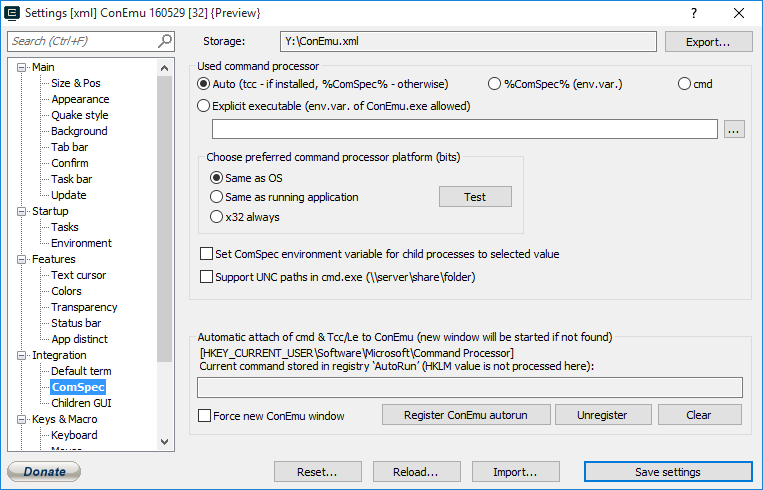 Settings [xml] ConEmu 160529 [32] {Preview}
?
Search (Ctrl+F)
Storage:
Y:\ConEmu.xml
Export...
Main
Size & Pos
Appearance
Quake style
Background
Tab bar
Confirm
Task bar
Update
Startup
Tasks
Environment
Features
Text cursor
Colors
Transparency
Status bar
App distinct
Integration
Default term
ComSpec
Children GUI
Keys & Macro
Keyboard
Used command processor
Auto (tcc - if installed, %ComSpec% - otherwise)
%ComSpec% (env.var.)
cmd
Explicit executable (env.var. of ConEmu.exe allowed)
...
Choose preferred command processor platform (bits)
Same as OS
Same as running application
Test
x32 always
Set ComSpec environment variable for child processes to selected value
Support UNC paths in cmd.exe (\\server\share\folder)
Automatic attach of cmd & Tcc/Le to ConEmu (new window will be started if not found)
[HKEY_CURRENT_USER\Software\Microsoft\Command Processor]
Current command stored in registry ‘AutoRun’ (HKLM value is not processed here):
Force new ConEmu window
Register ConEmu autorun
Unregister
Clear
Donate
Reset...
Reload...
Import...
Save settings